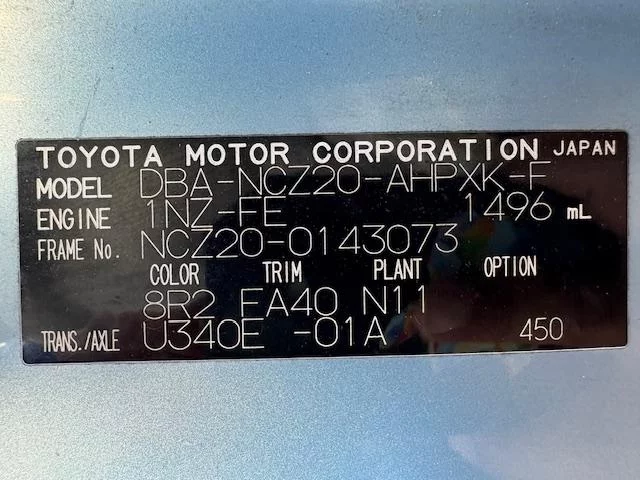 TOYOTA MOTOR CORPORATION JAPAN
MODEL DBA-NCZ20-AHPXK-F
ENGINE 1NZ-FE 1496 mL
FRAME No. NCZ20-0143073
COLOR TRIM PLANT OPTION
8R2 FA40 N11
TRANS./AXLE U340E -01A 450